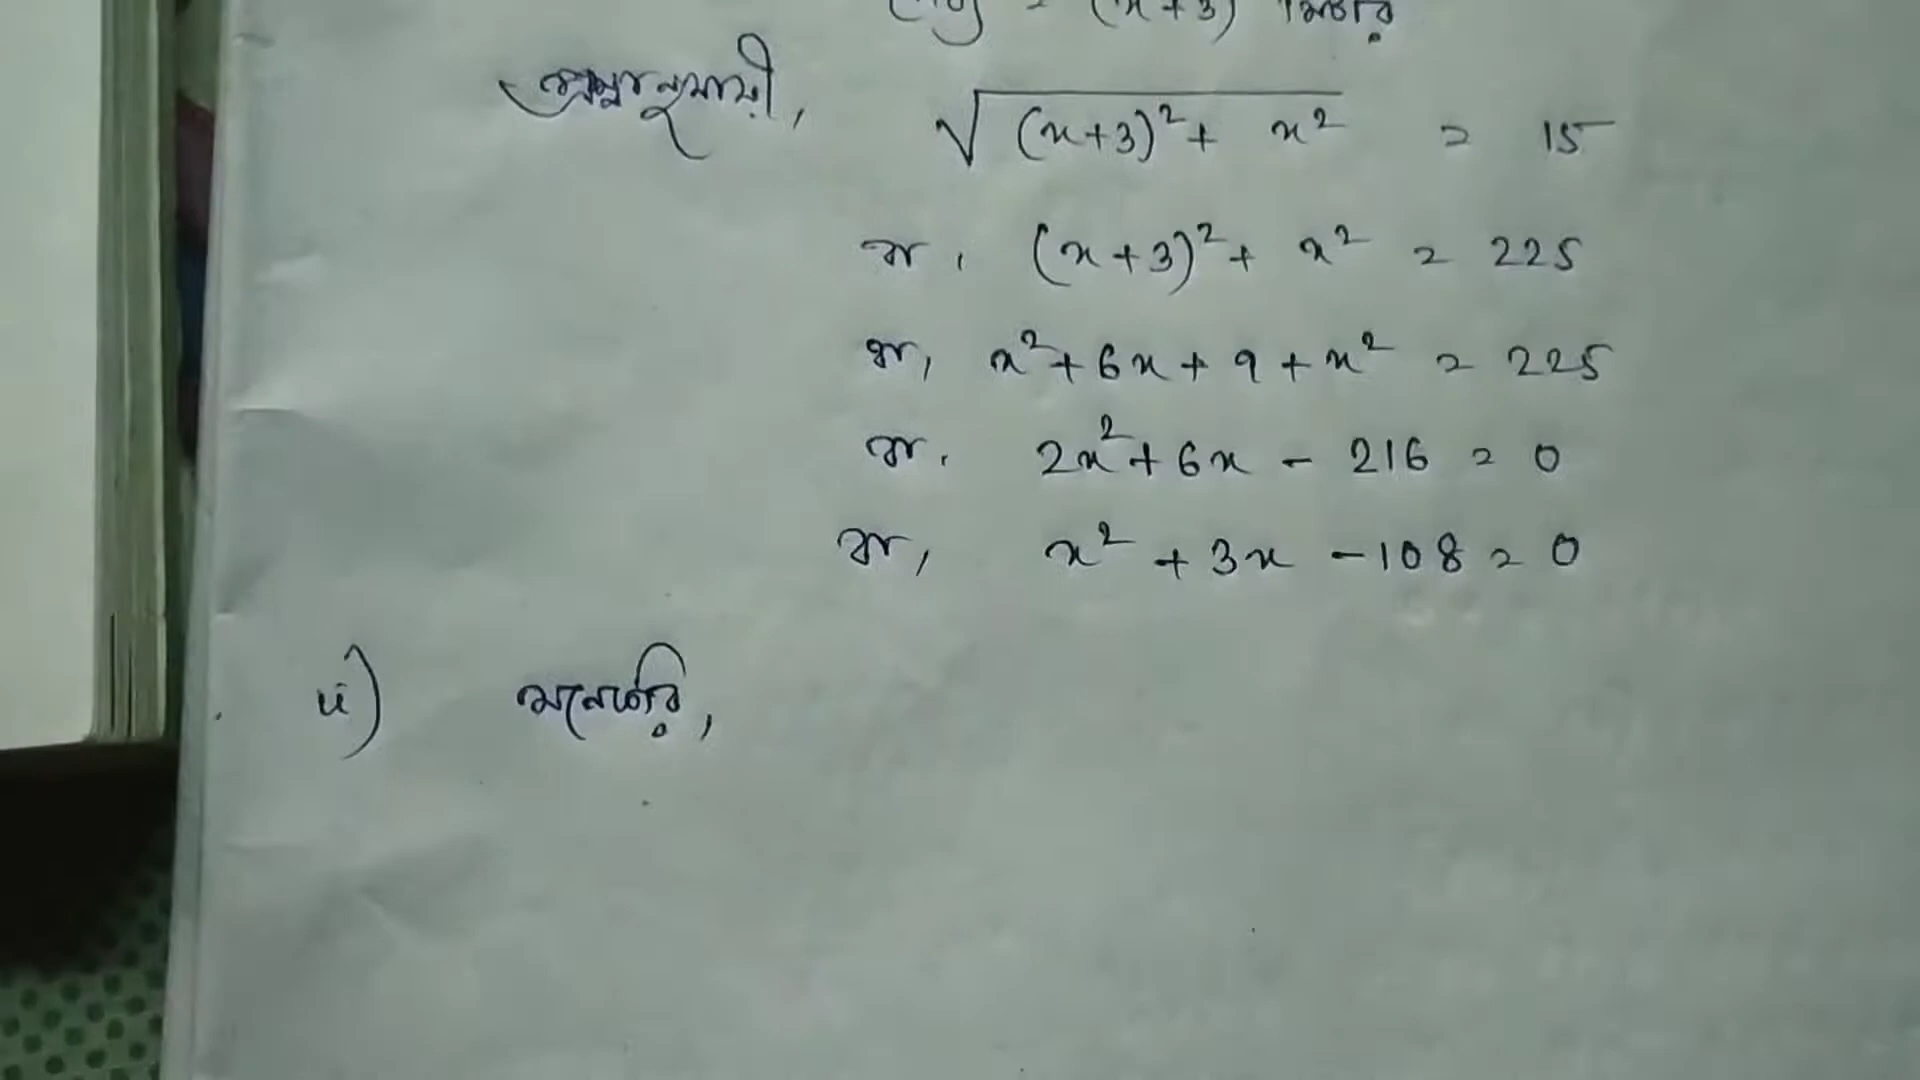 = (x+3) মিটার
প্রশ্নানুযায়ী, √(x+3)² + x² = 15
বা, (x+3)² + x² = 225
বা, x² + 6x + 9 + x² = 225
বা, 2x² + 6x - 216 = 0
বা, x² + 3x - 108 = 0
ii) মনেকরি,